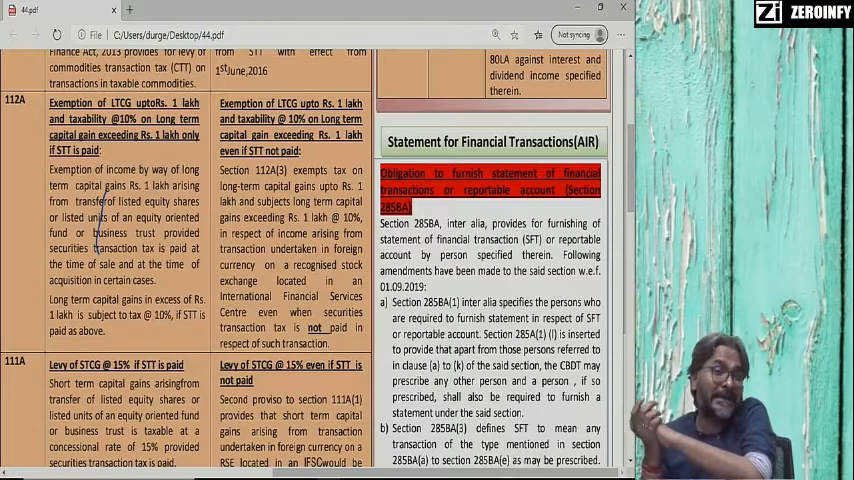 44.pdf
File
C:/Users/durge/Desktop/44.pdf
Not syncing
Zi ZEROINFY
Finance Act, 2013 provides for levy of
commodities transaction tax (CTT) on
transactions in taxable commodities.
from STT with effect from
1stJune,2016
80LA against interest and
dividend income specified
therein.
112A
Exemption of LTCG uptoRs. 1 lakh
and taxability @10% on Long term
capital gain exceeding Rs. 1 lakh only
if STT is paid:
Exemption of income by way of long
term capital gains Rs. 1 lakh arising
from transferof listed equity shares
or listed units of an equity oriented
fund or business trust provided
securities transaction tax is paid at
the time of sale and at the time of
acquisition in certain cases.
Long term capital gains in excess of Rs.
1 lakh is subject to tax @ 10%, if STT is
paid as above.
Exemption of LTCG upto Rs. 1 lakh
and taxability @ 10% on Long term
capital gain exceeding Rs. 1 lakh
even if STT not paid:
Section 112A(3) exempts tax on
long-term capital gains upto Rs. 1
lakh and subjects long term capital
gains exceeding Rs. 1 lakh @ 10%,
in respect of income arising from
transaction undertaken in foreign
currency on a recognised stock
exchange located in an
International Financial Services
Centre even when securities
transaction tax is not paid in
respect of such transaction.
111A
Levy of STCG @ 15% if STT is paid
Short term capital gains arisingfrom
transfer of listed equity shares or
listed units of an equity oriented fund
or business trust is taxable at a
concessional rate of 15% provided
securities transaction tax is paid.
Levy of STCG @ 15% even if STT is
not paid
Second proviso to section 111A(1)
provides that short term capital
gains arising from transaction
undertaken in foreign currency on a
RSE located in an IFSCwould be
Statement for Financial Transactions(AIR)
Obligation to furnish statement of financial
transactions or reportable account (Section
285BA)
Section 285BA, inter alia, provides for furnishing of
statement of financial transaction (SFT) or reportable
account by person specified therein. Following
amendments have been made to the said section w.e.f.
01.09.2019:
a) Section 285BA(1) inter alia specifies the persons who
are required to furnish statement in respect of SFT
or reportable account. Section 285A(1) (l) is inserted
to provide that apart from those persons referred to
in clause (a) to (k) of the said section, the CBDT may
prescribe any other person and a person , if so
prescribed, shall also be required to furnish a
statement under the said section.
b) Section 285BA(3) defines SFT to mean any
transaction of the type mentioned in section
285BA(a) to section 285BA(e) as may be prescribed.